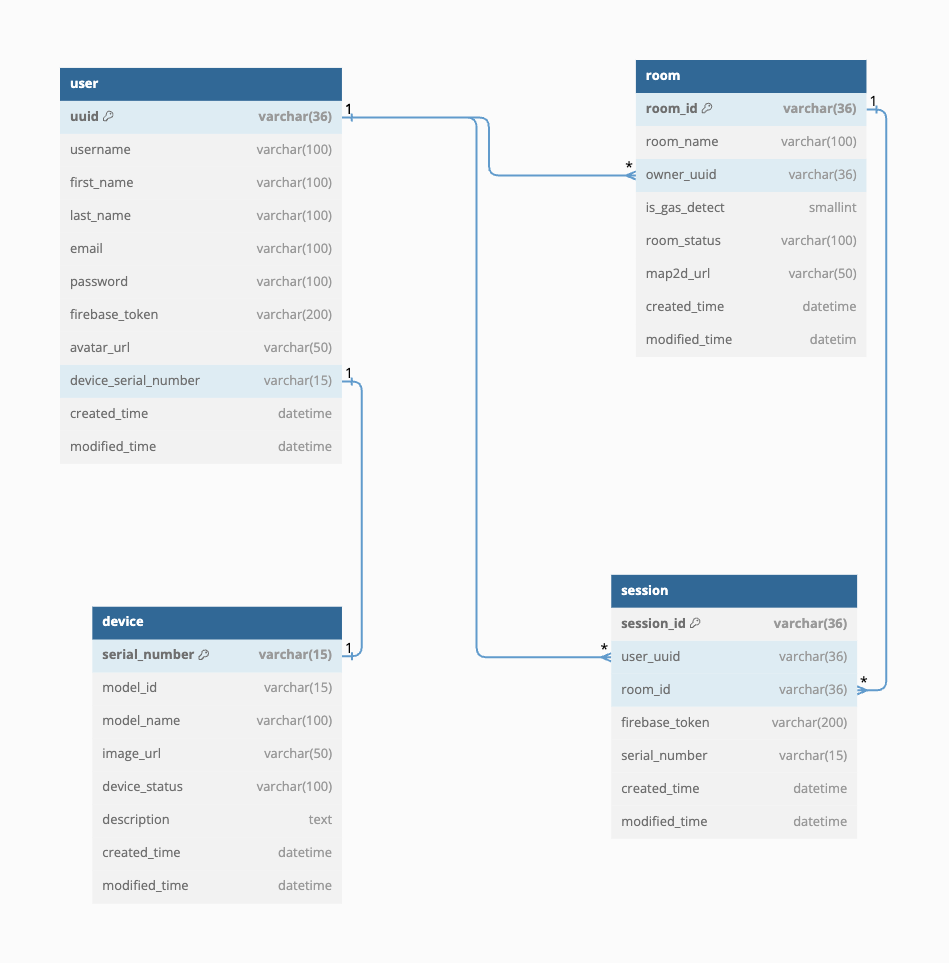 user
uuid varchar(36)
username varchar(100)
first_name varchar(100)
last_name varchar(100)
email varchar(100)
password varchar(100)
firebase_token varchar(200)
avatar_url varchar(50)
device_serial_number varchar(15)
created_time datetime
modified_time datetime
1
1
room
room_id varchar(36)
room_name varchar(100)
owner_uuid varchar(36)
is_gas_detect smallint
room_status varchar(100)
map2d_url varchar(50)
created_time datetime
modified_time datetim
1
*
device
serial_number varchar(15)
model_id varchar(15)
model_name varchar(100)
image_url varchar(50)
device_status varchar(100)
description text
created_time datetime
modified_time datetime
1
session
session_id varchar(36)
user_uuid varchar(36)
room_id varchar(36)
firebase_token varchar(200)
serial_number varchar(15)
created_time datetime
modified_time datetime
*
*